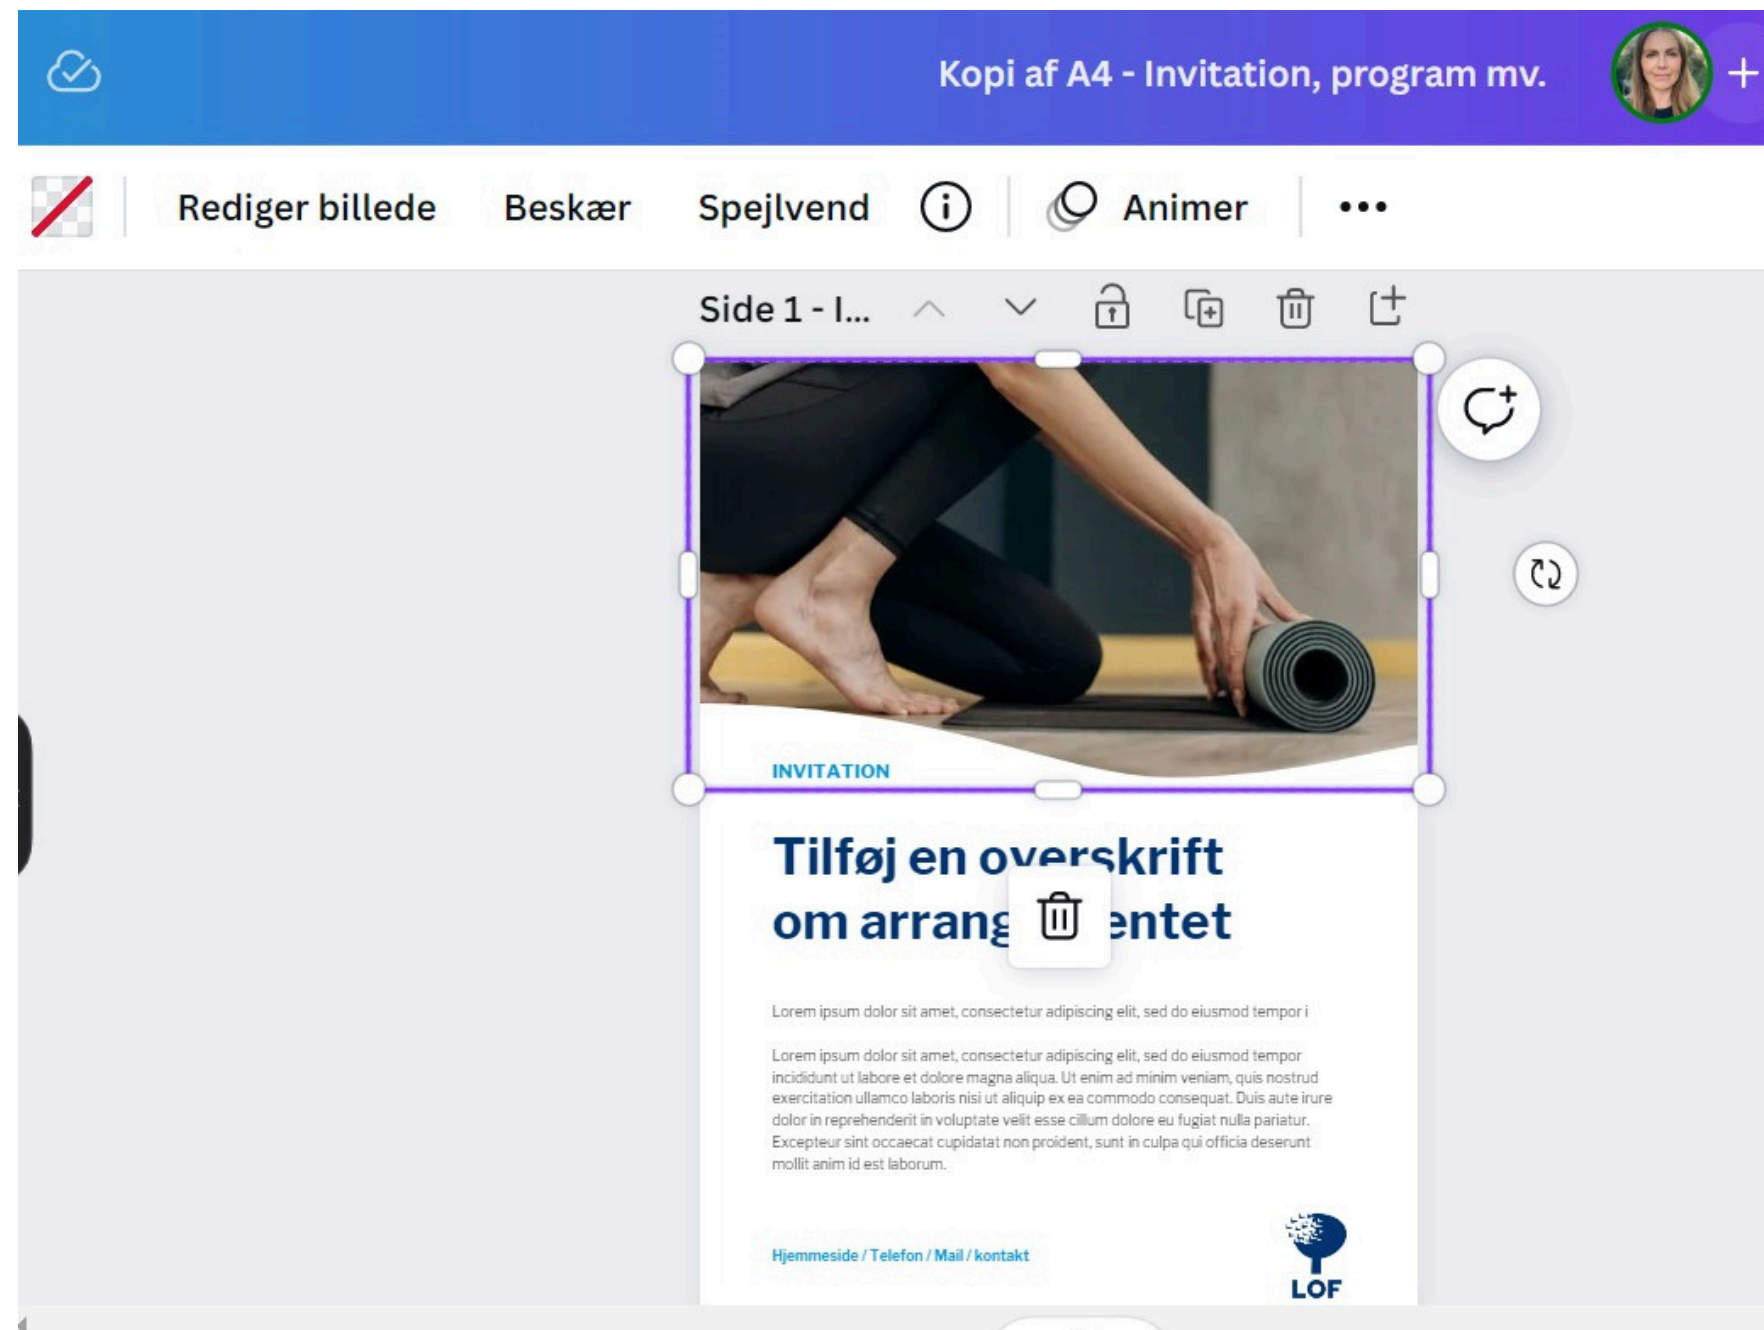 Kopi af A4 - Invitation, program mv.
Rediger billede Beskær Spejlvend Animer
Side 1 - I...
INVITATION
Tilføj en overskrift
om arrang entet
Lorem ipsum dolor sit amet, consectetur adipiscing elit, sed do eiusmod tempor i
Lorem ipsum dolor sit amet, consectetur adipiscing elit, sed do eiusmod tempor
incididunt ut labore et dolore magna aliqua. Ut enim ad minim veniam, quis nostrud
exercitation ullamco laboris nisi ut aliquip ex ea commodo consequat. Duis aute irure
dolor in reprehenderit in voluptate velit esse cillum dolore eu fugiat nulla pariatur.
Excepteur sint occaecat cupidatat non proident, sunt in culpa qui officia deserunt
mollit anim id est laborum.
Hjemmeside / Telefon / Mail / kontakt
LOF